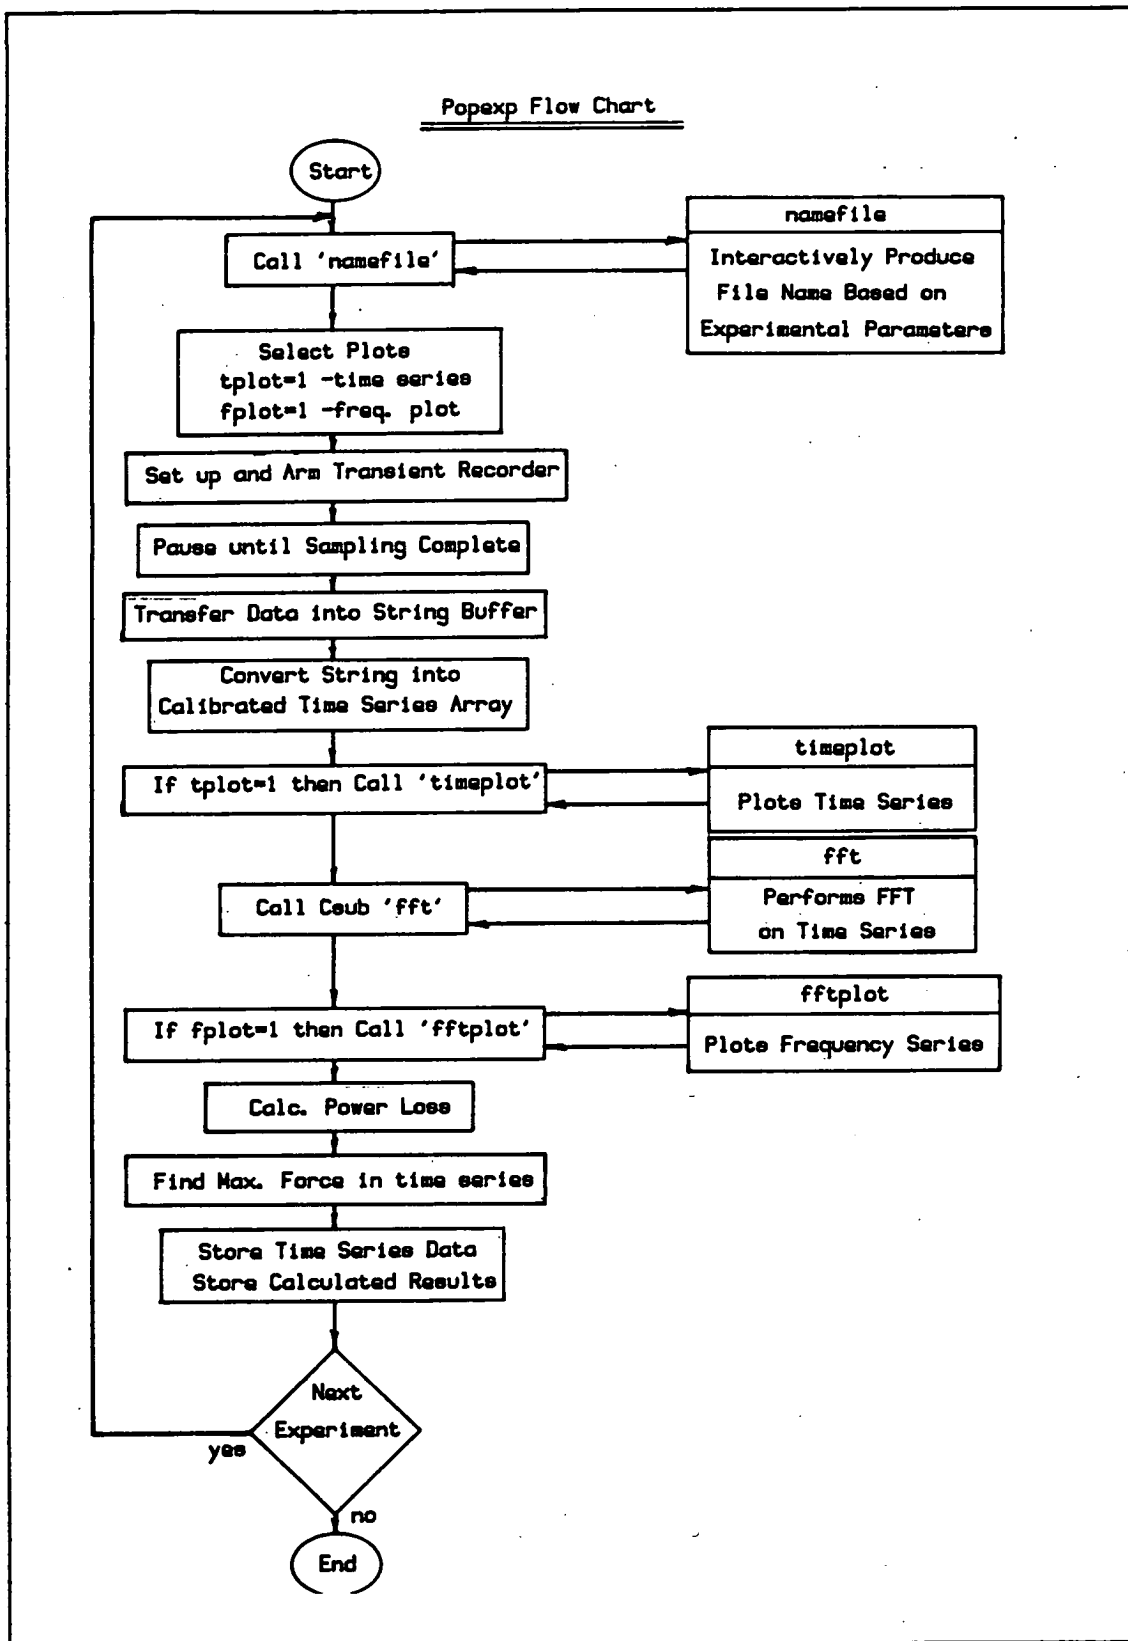 Popexp Flow Chart
Start
Call 'namefile'
namefile
Interactively Produce
File Name Based on
Experimental Parameters
Select Plots
tplot=1 -time series
fplot=1 -freq. plot
Set up and Arm Transient Recorder
Pause until Sampling Complete
Transfer Data into String Buffer
Convert String into
Calibrated Time Series Array
If tplot=1 then Call 'timeplot'
timeplot
Plots Time Series
Call Csub 'fft'
fft
Performs FFT
on Time Series
If fplot=1 then Call 'fftplot'
fftplot
Plots Frequency Series
Calc. Power Loss
Find Max. Force in time series
Store Time Series Data
Store Calculated Results
Next
Experiment
yes
no
End